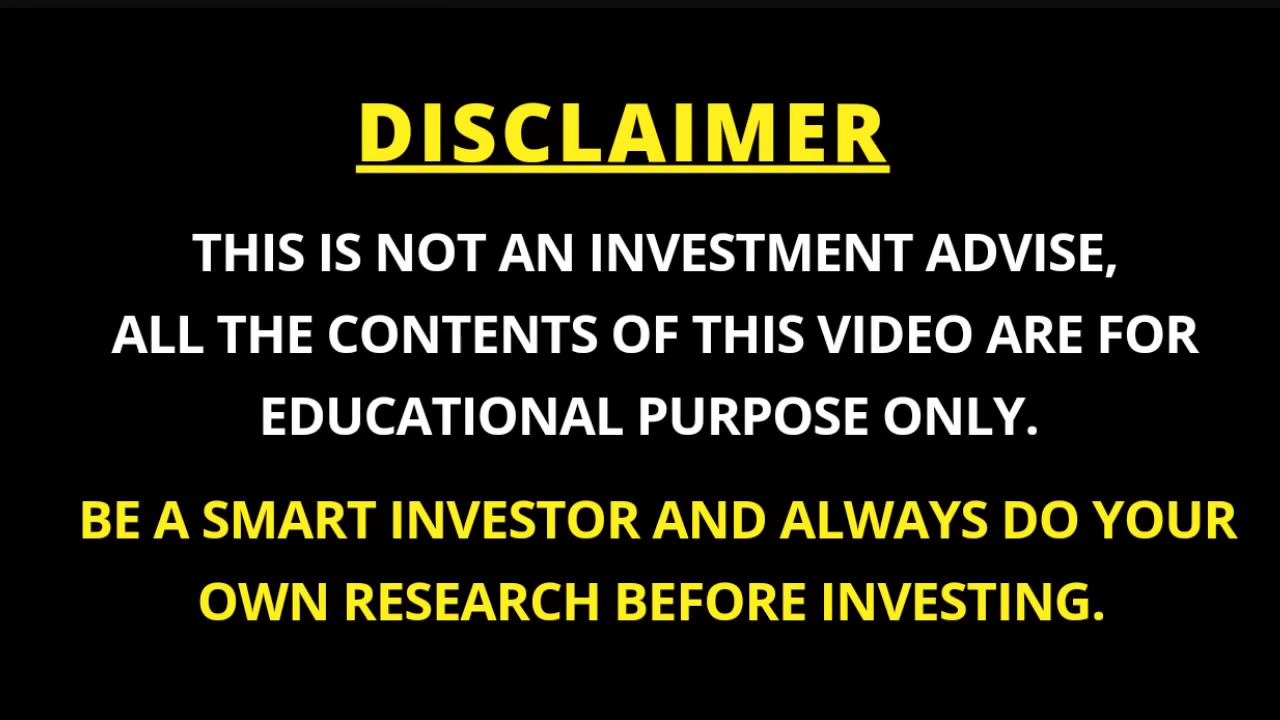 DISCLAIMER
THIS IS NOT AN INVESTMENT ADVISE,
ALL THE CONTENTS OF THIS VIDEO ARE FOR
EDUCATIONAL PURPOSE ONLY.
BE A SMART INVESTOR AND ALWAYS DO YOUR
OWN RESEARCH BEFORE INVESTING.